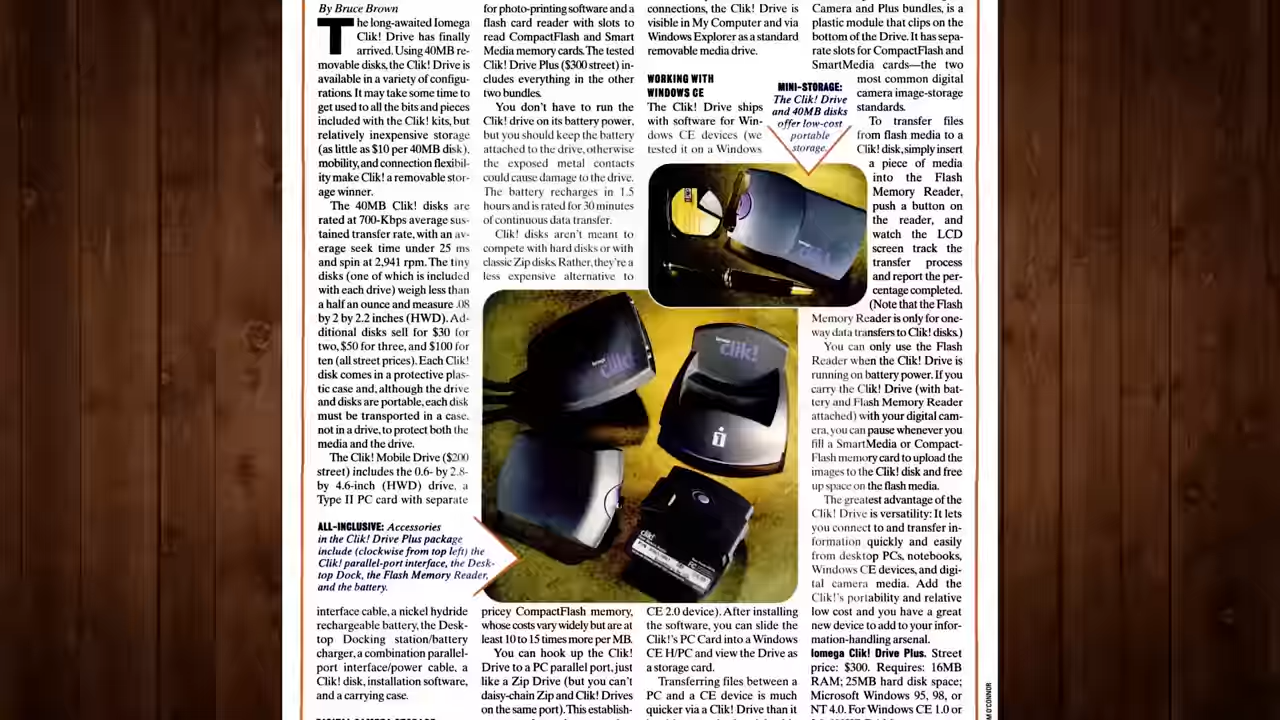 By Bruce Brown
The long-awaited Iomega
Clik! Drive has finally
arrived. Using 40MB re-
movable disks, the Clik! Drive is
available in a variety of configu-
rations. It may take some time to
get used to all the bits and pieces
included with the Clik! kits, but
relatively inexpensive storage
(as little as $10 per 40MB disk),
mobility, and connection flexibil-
ity make Clik! a removable stor-
age winner.
The 40MB Clik! disks are
rated at 700-Kbps average sus-
tained transfer rate, with an av-
erage seek time under 25 ms
and spin at 2,941 rpm. The tiny
disks (one of which is included
with each drive) weigh less than
a half an ounce and measure .08
by 2 by 2.2 inches (HWD). Ad-
ditional disks sell for $30 for
two, $50 for three, and $100 for
ten (all street prices). Each Clik!
disk comes in a protective plas-
tic case and, although the drive
and disks are portable, each disk
must be transported in a case,
not in a drive, to protect both the
media and the drive.
The Clik! Mobile Drive ($200
street) includes the 0.6- by 2.8-
by 4.6-inch (HWD) drive, a
Type II PC card with separate
ALL-INCLUSIVE: Accessories
in the Clik! Drive Plus package
include (clockwise from top left) the
Clik! parallel-port interface, the Desk-
top Dock, the Flash Memory Reader,
and the battery.
interface cable, a nickel hydride
rechargeable battery, the Desk-
top Docking station/battery
charger, a combination parallel-
port interface/power cable, a
Clik! disk, installation software,
and a carrying case.
for photo-printing software and a
flash card reader with slots to
read CompactFlash and Smart
Media memory cards. The tested
Clik! Drive Plus ($300 street) in-
cludes everything in the other
two bundles.
You don't have to run the
Clik! drive on its battery power,
but you should keep the battery
attached to the drive, otherwise
the exposed metal contacts
could cause damage to the drive.
The battery recharges in 1.5
hours and is rated for 30 minutes
of continuous data transfer.
Clik! disks aren't meant to
compete with hard disks or with
classic Zip disks. Rather, they're a
less expensive alternative to
clik!
clik!
clik!
pricey CompactFlash memory,
whose costs vary widely but are at
least 10 to 15 times more per MB.
You can hook up the Clik!
Drive to a PC parallel port, just
like a Zip Drive (but you can't
daisy-chain Zip and Clik! Drives
on the same port). This establish-
connections, the Clik! Drive is
visible in My Computer and via
Windows Explorer as a standard
removable media drive.
WORKING WITH
WINDOWS CE
The Clik! Drive ships
with software for Win-
dows CE devices (we
tested it on a Windows
MINI-STORAGE:
The Clik! Drive
and 40MB disks
offer low-cost
portable
storage.
CE 2.0 device). After installing
the software, you can slide the
Clik!'s PC Card into a Windows
CE H/PC and view the Drive as
a storage card.
Transferring files between a
PC and a CE device is much
quicker via a Clik! Drive than it
Camera and Plus bundles, is a
plastic module that clips on the
bottom of the Drive. It has sepa-
rate slots for CompactFlash and
SmartMedia cards—the two
most common digital
camera image-storage
standards.
To transfer files
from flash media to a
Clik! disk, simply insert
a piece of media
into the Flash
Memory Reader,
push a button on
the reader, and
watch the LCD
screen track the
transfer process
and report the per-
centage completed.
(Note that the Flash
Memory Reader is only for one-
way data transfers to Clik! disks.)
You can only use the Flash
Reader when the Clik! Drive is
running on battery power. If you
carry the Clik! Drive (with bat-
tery and Flash Memory Reader
attached) with your digital cam-
era, you can pause whenever you
fill a SmartMedia or Compact-
Flash memory card to upload the
images to the Clik! disk and free
up space on the flash media.
The greatest advantage of the
Clik! Drive is versatility: It lets
you connect to and transfer in-
formation quickly and easily
from desktop PCs, notebooks,
Windows CE devices, and digi-
tal camera media. Add the
Clik!'s portability and relative
low cost and you have a great
new device to add to your infor-
mation-handling arsenal.
Iomega Clik! Drive Plus. Street
price: $300. Requires: 16MB
RAM; 25MB hard disk space;
Microsoft Windows 95, 98, or
NT 4.0. For Windows CE 1.0 or
M O'CONNOR